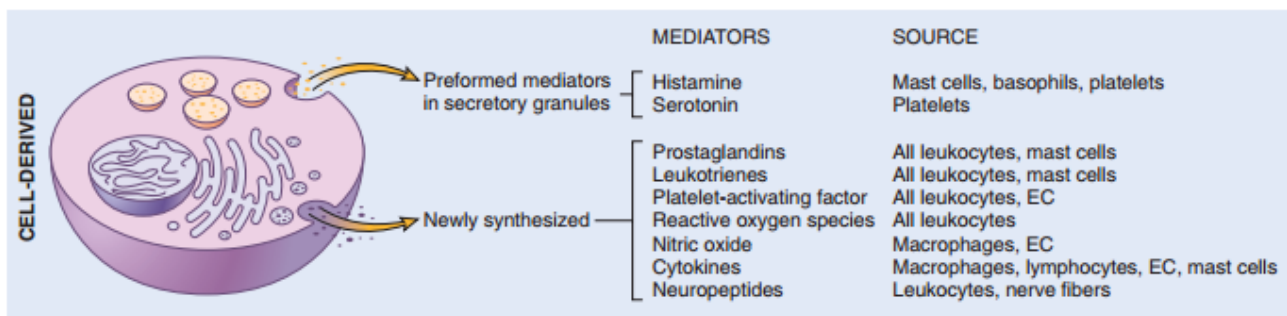 CELL-DERIVED
MEDIATORS SOURCE
Preformed mediators
in secretory granules
Histamine Mast cells, basophils, platelets
Serotonin Platelets
Newly synthesized
Prostaglandins All leukocytes, mast cells
Leukotrienes All leukocytes, mast cells
Platelet-activating factor All leukocytes, EC
Reactive oxygen species All leukocytes
Nitric oxide Macrophages, EC
Cytokines Macrophages, lymphocytes, EC, mast cells
Neuropeptides Leukocytes, nerve fibers